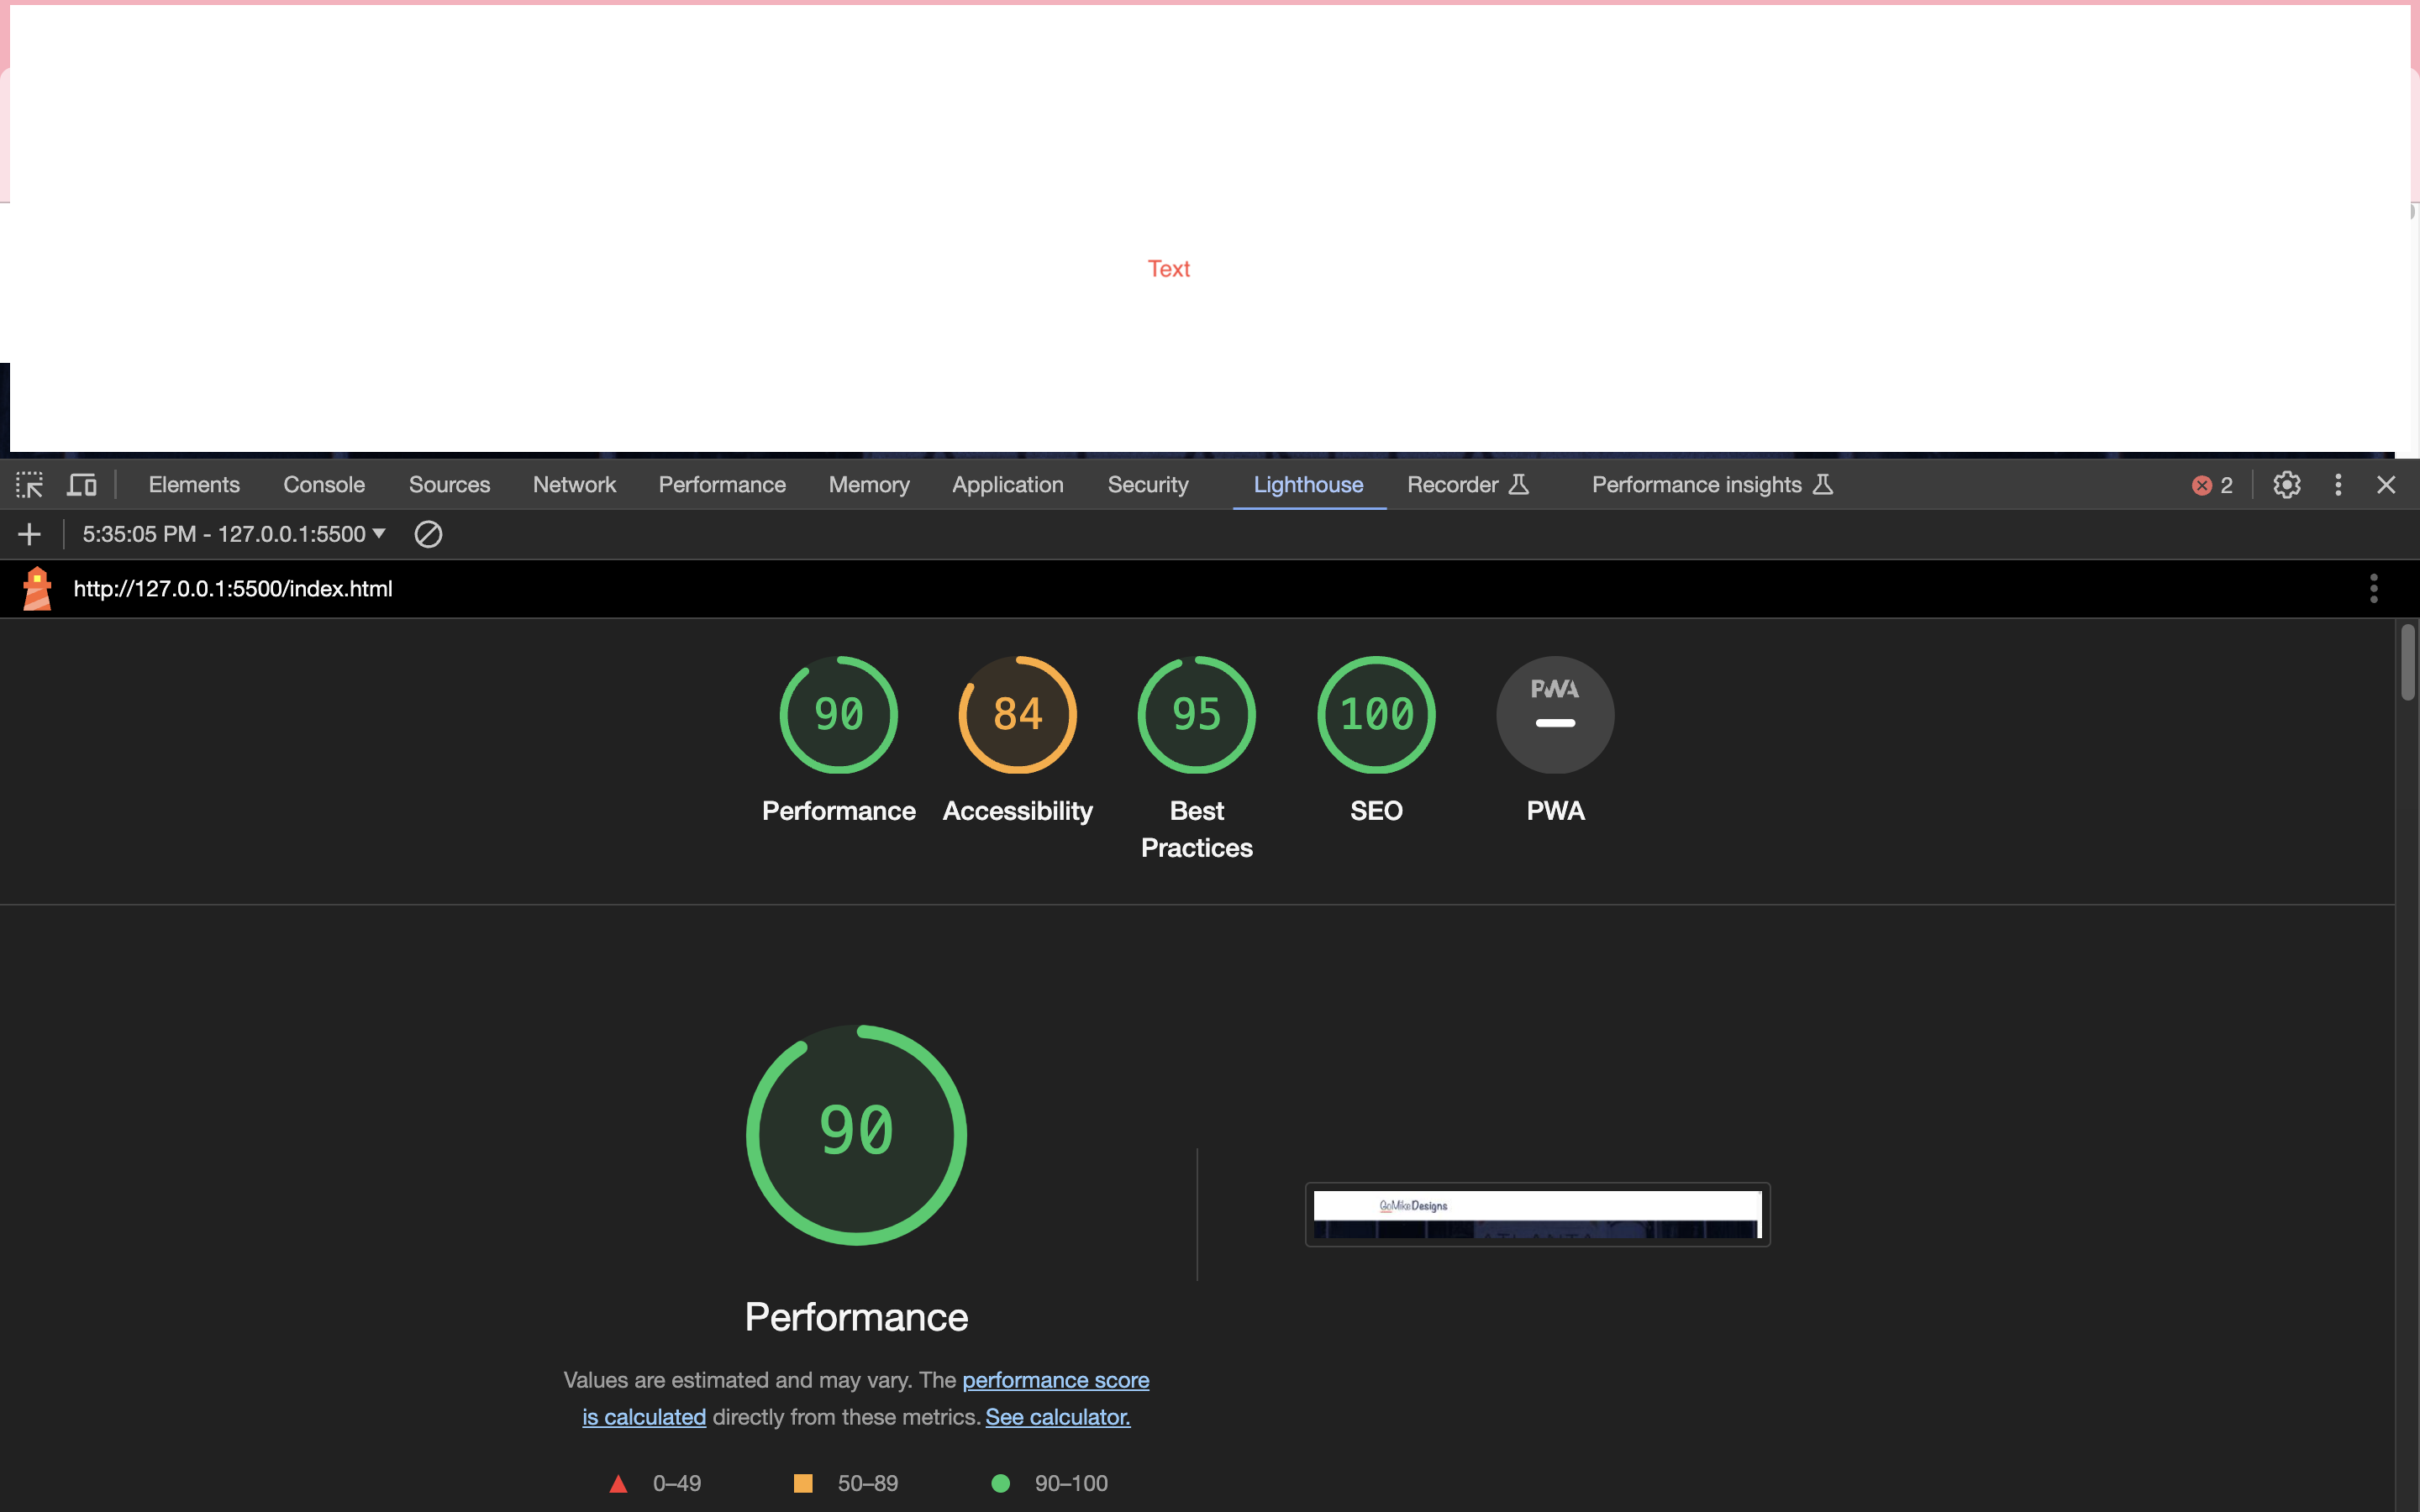 Text
Elements Console Sources Network Performance Memory Application Security Lighthouse Recorder Performance insights 2
5:35:05 PM - 127.0.0.1:5500
http://127.0.0.1:5500/index.html
90 84 95 100 PWA
Performance Accessibility Best Practices SEO PWA
90
GoMikeDesigns
ATLANTA
Performance
Values are estimated and may vary. The performance score
is calculated directly from these metrics. See calculator.
0–49 50–89 90–100